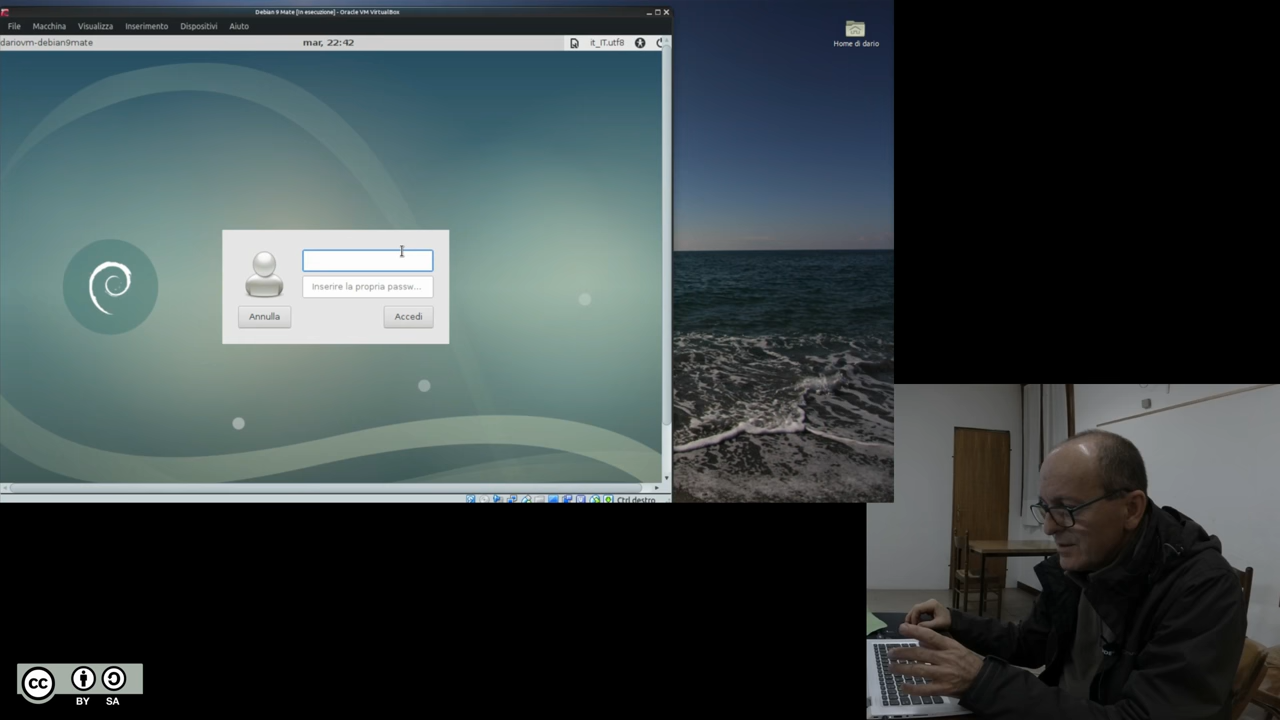 Debian 9 Mate [In esecuzione] - Oracle VM VirtualBox
File Macchina Visualizza Inserimento Dispositivi Aiuto
dariovm-debian9mate mar, 22:42 it_IT.utf8
Home di dario
Inserire la propria passw...
Annulla Accedi
Ctrl destro
cc
BY SA